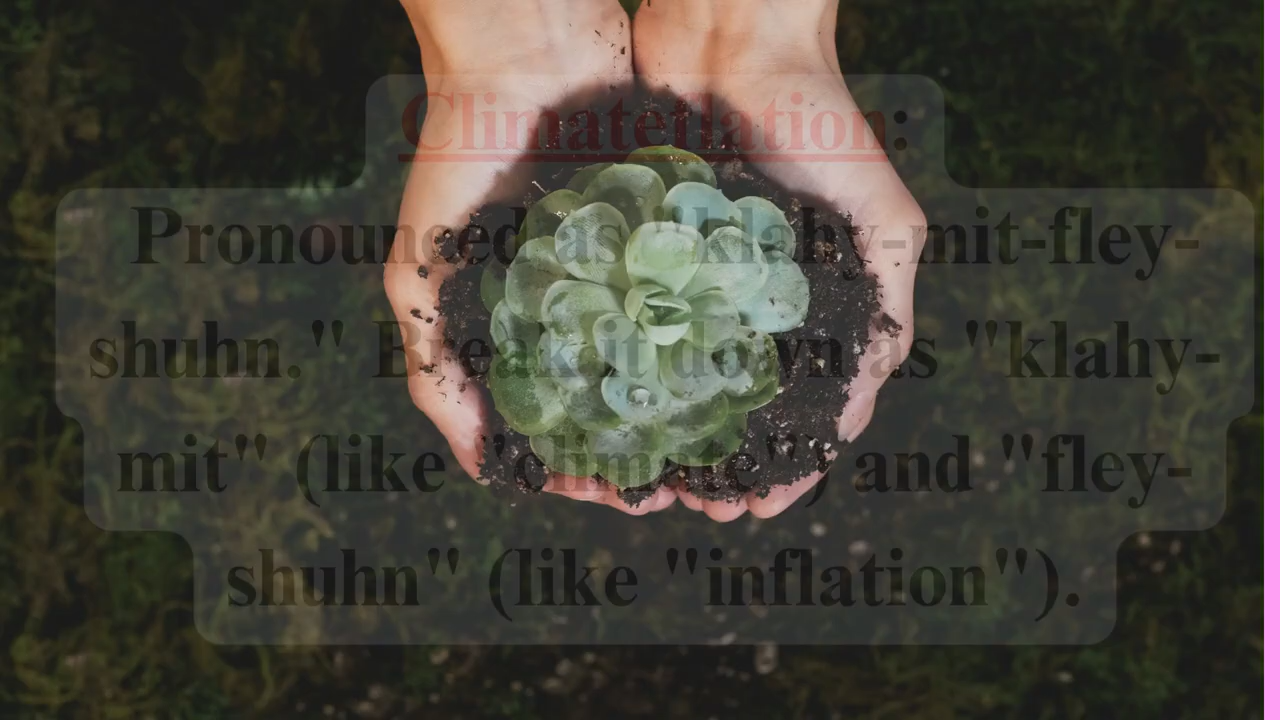 Climateflation:
Pronounced as "klahy-mit-fley-
shuhn." Break it down as "klahy-
mit" (like "climate") and "fley-
shuhn" (like "inflation").